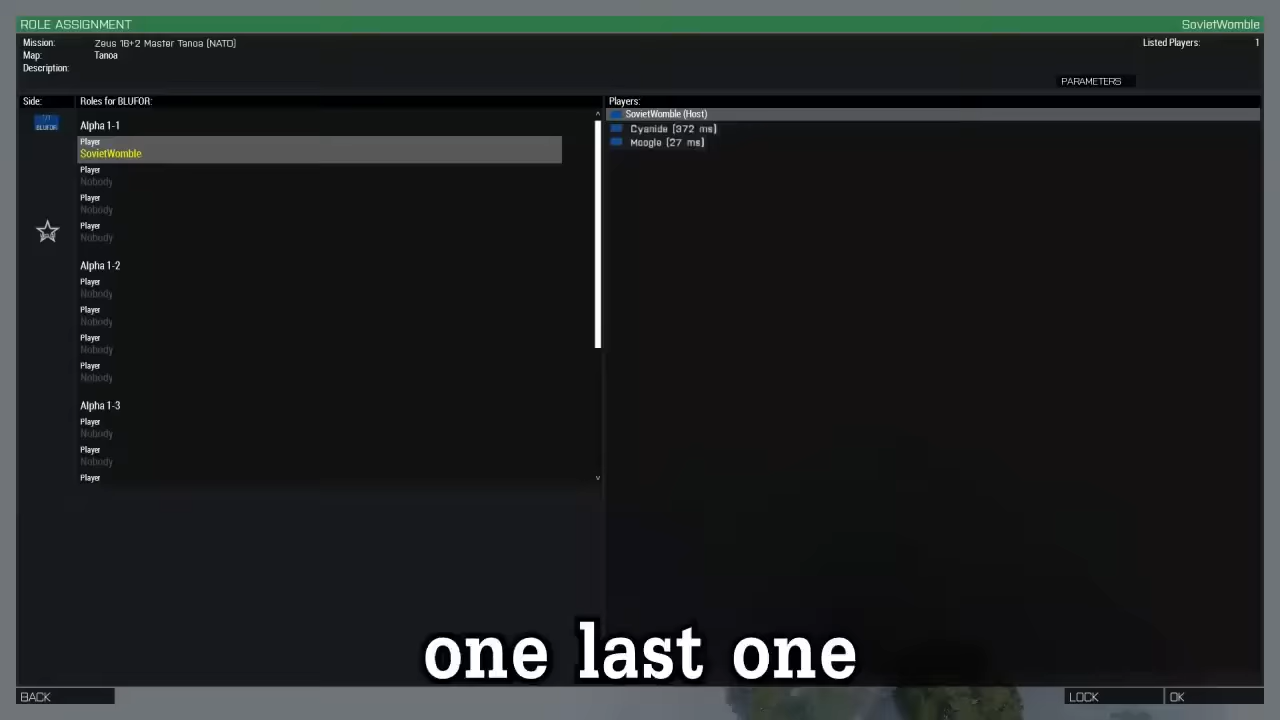 ROLE ASSIGNMENT
SovietWomble
Mission: Zeus 16+2 Master Tanoa (NATO)
Listed Players: 1
Map: Tanoa
Description:
PARAMETERS
Side:
Roles for BLUFOR:
Players:
BLUFOR
Alpha 1-1
Player
SovietWomble
Player
Nobody
Player
Nobody
Player
Nobody
Alpha 1-2
Player
Nobody
Player
Nobody
Player
Nobody
Player
Nobody
Alpha 1-3
Player
Nobody
Player
Nobody
Player
SovietWomble (Host)
Cyanide [372 ms]
Moogle [27 ms]
one last one
BACK
LOCK
OK